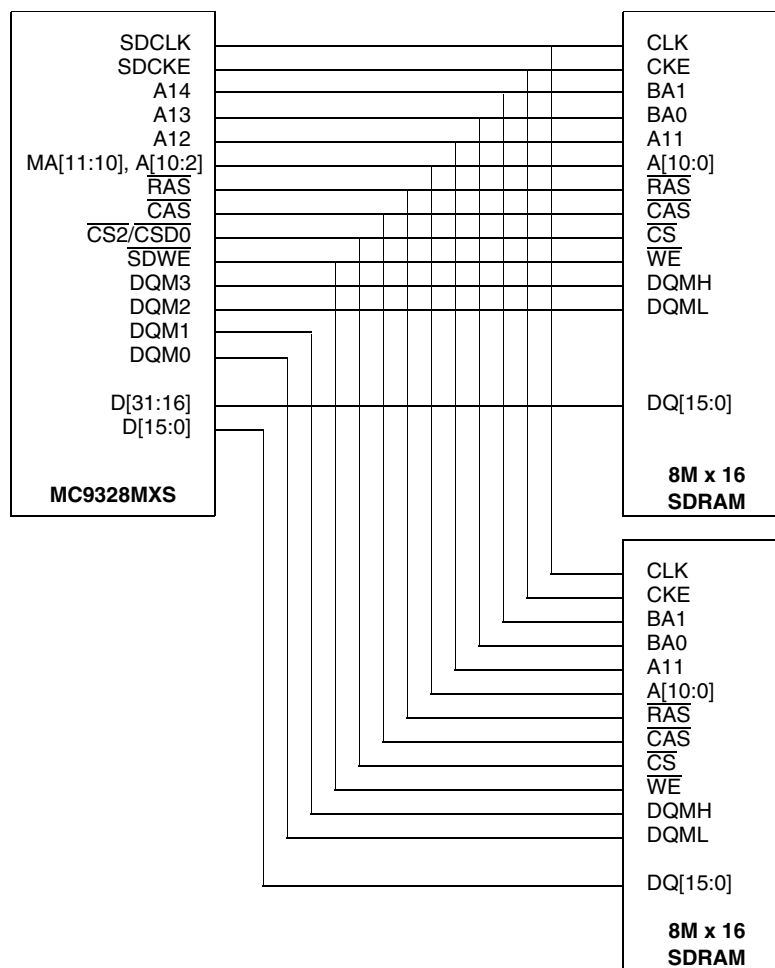 SDCLK
SDCKE
A14
A13
A12
MA[11:10], A[10:2]
RAS
CAS
CS2/CSD0
SDWE
DQM3
DQM2
DQM1
DQM0
D[31:16]
D[15:0]
MC9328MXS
CLK
CKE
BA1
BA0
A11
A[10:0]
RAS
CAS
CS
WE
DQMH
DQML
DQ[15:0]
8M x 16
SDRAM
CLK
CKE
BA1
BA0
A11
A[10:0]
RAS
CAS
CS
WE
DQMH
DQML
DQ[15:0]
8M x 16
SDRAM